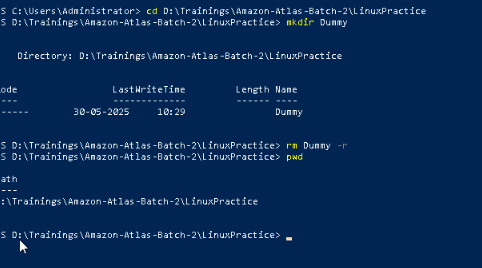 S C:\Users\Administrator> cd D:\Trainings\Amazon-Atlas-Batch-2\LinuxPractice
S D:\Trainings\Amazon-Atlas-Batch-2\LinuxPractice> mkdir Dummy
Directory: D:\Trainings\Amazon-Atlas-Batch-2\LinuxPractice
ode LastWriteTime Length Name
--- ------------- ------ ----
----- 30-05-2025 10:29 Dummy
S D:\Trainings\Amazon-Atlas-Batch-2\LinuxPractice> rm Dummy -r
S D:\Trainings\Amazon-Atlas-Batch-2\LinuxPractice> pwd
ath
---
:\Trainings\Amazon-Atlas-Batch-2\LinuxPractice
S D:\Trainings\Amazon-Atlas-Batch-2\LinuxPractice>